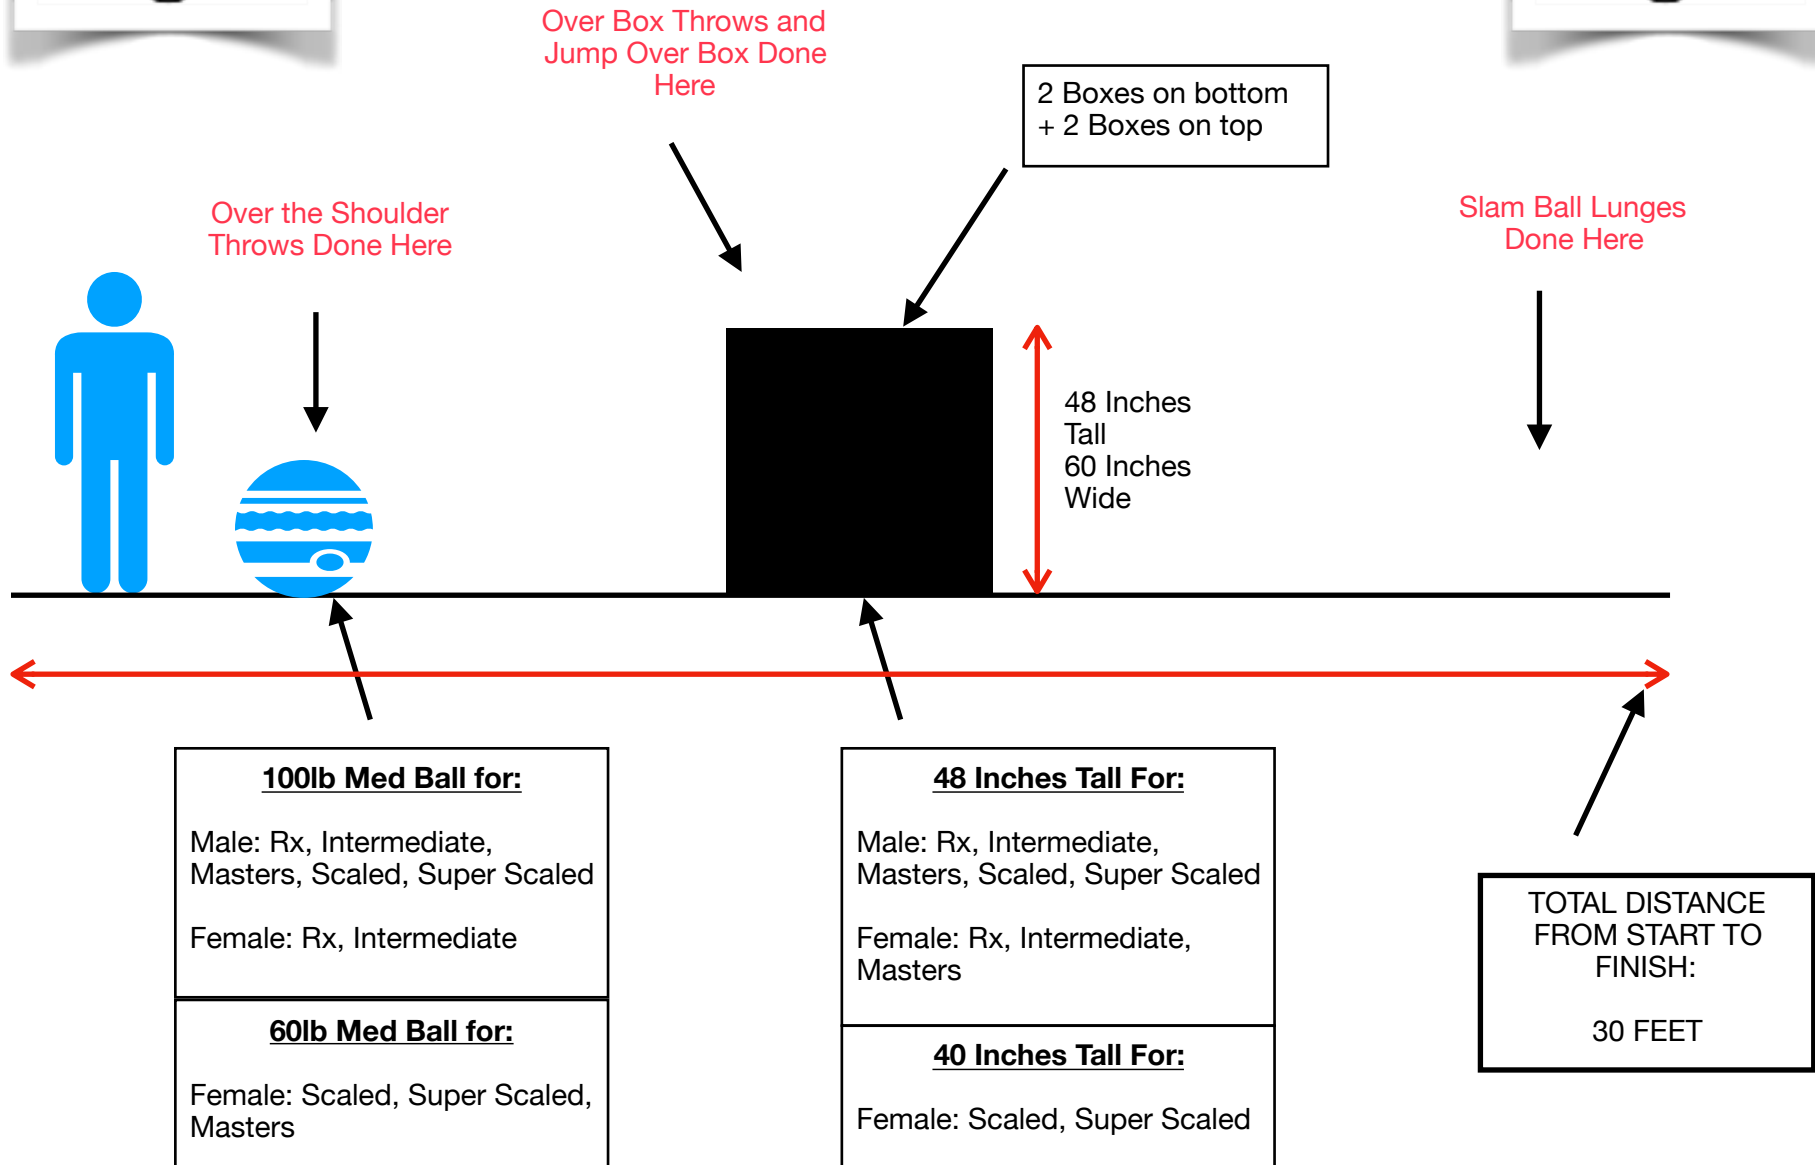 Over Box Throws and
Jump Over Box Done
Here
2 Boxes on bottom
+ 2 Boxes on top
Over the Shoulder
Throws Done Here
Slam Ball Lunges
Done Here
48 Inches
Tall
60 Inches
Wide
100lb Med Ball for:
Male: Rx, Intermediate,
Masters, Scaled, Super Scaled
Female: Rx, Intermediate
60lb Med Ball for:
Female: Scaled, Super Scaled,
Masters
48 Inches Tall For:
Male: Rx, Intermediate,
Masters, Scaled, Super Scaled
Female: Rx, Intermediate,
Masters
40 Inches Tall For:
Female: Scaled, Super Scaled
TOTAL DISTANCE
FROM START TO
FINISH:
30 FEET